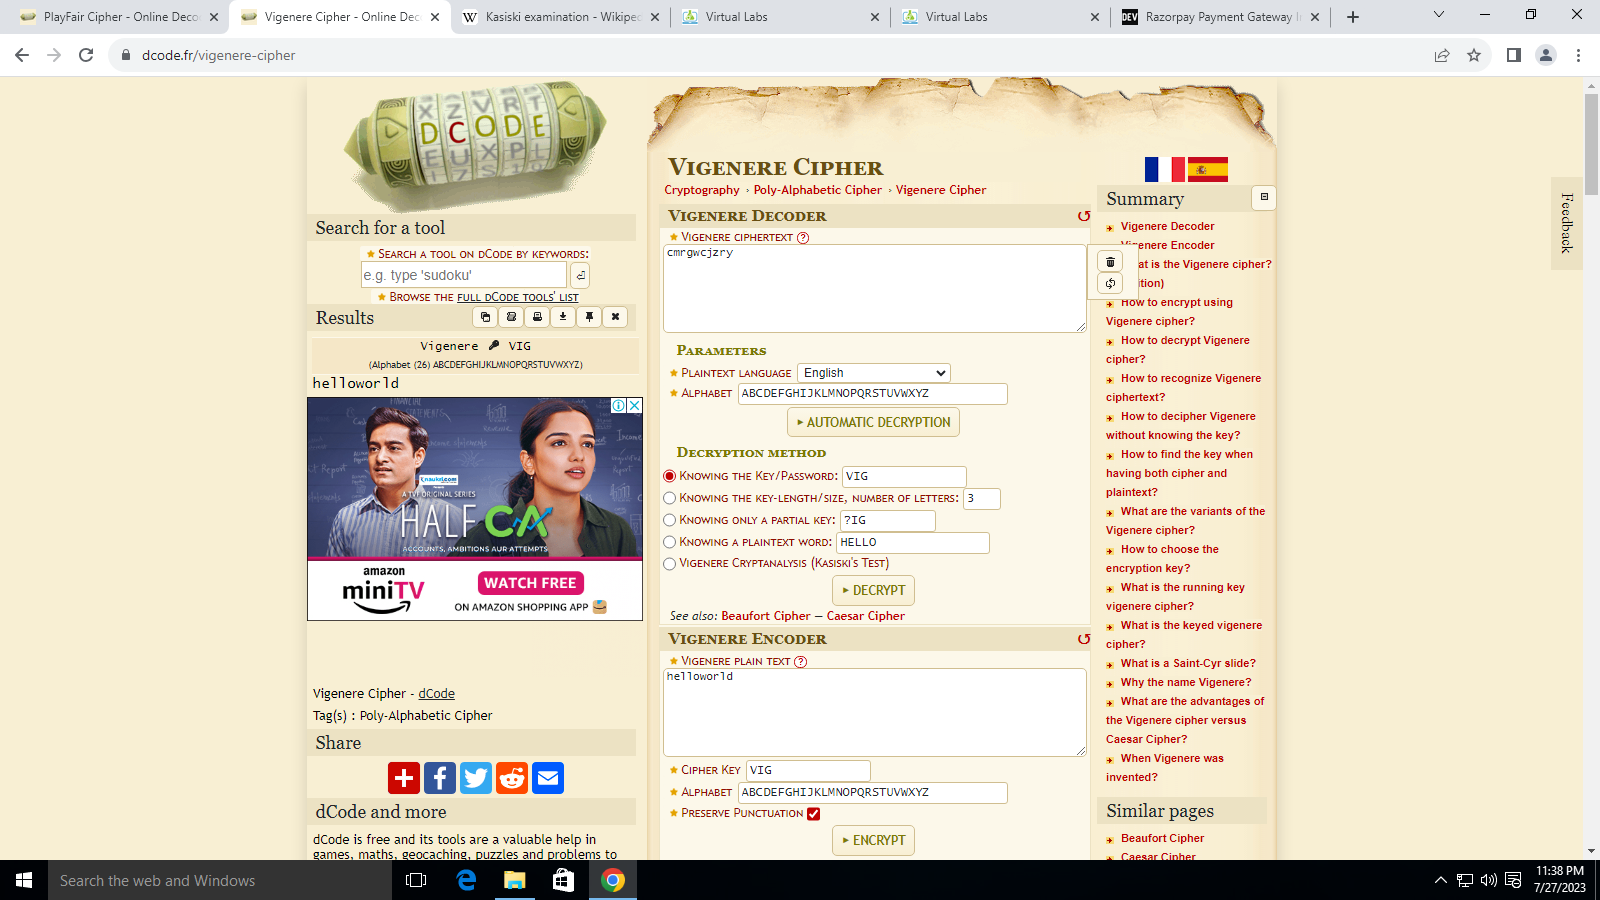 PlayFair Cipher - Online Deco
Vigenere Cipher - Online Dec
Kasiski examination - Wikipe
Virtual Labs
Virtual Labs
Razorpay Payment Gateway I
dcode.fr/vigenere-cipher
DCODE
Search for a tool
Search a tool on dCode by keywords:
e.g. type 'sudoku'
Browse the full dCode tools' list
Results
Vigenere VIG
(Alphabet (26) ABCDEFGHIJKLMNOPQRSTUVWXYZ)
helloworld
naukri.com
A TVF ORIGINAL SERIES
HALF CA
ACCOUNTS, AMBITIONS AUR ATTEMPTS
amazon
miniTV
WATCH FREE
ON AMAZON SHOPPING APP
Vigenere Cipher - dCode
Tag(s) : Poly-Alphabetic Cipher
Share
dCode and more
dCode is free and its tools are a valuable help in
games, maths, geocaching, puzzles and problems to
Vigenere Cipher
Cryptography › Poly-Alphabetic Cipher › Vigenere Cipher
Vigenere Decoder
Vigenere ciphertext ?
cmrgwcjzry
Parameters
Plaintext language English
Alphabet ABCDEFGHIJKLMNOPQRSTUVWXYZ
AUTOMATIC DECRYPTION
Decryption method
Knowing the Key/Password: VIG
Knowing the key-length/size, number of letters: 3
Knowing only a partial key: ?IG
Knowing a plaintext word: HELLO
Vigenere Cryptanalysis (Kasiski's Test)
DECRYPT
See also: Beaufort Cipher — Caesar Cipher
Vigenere Encoder
Vigenere plain text ?
helloworld
Cipher Key VIG
Alphabet ABCDEFGHIJKLMNOPQRSTUVWXYZ
Preserve Punctuation
ENCRYPT
Summary
Vigenere Decoder
Vigenere Encoder
at is the Vigenere cipher?
ition)
How to encrypt using
Vigenere cipher?
How to decrypt Vigenere
cipher?
How to recognize Vigenere
ciphertext?
How to decipher Vigenere
without knowing the key?
How to find the key when
having both cipher and
plaintext?
What are the variants of the
Vigenere cipher?
How to choose the
encryption key?
What is the running key
vigenere cipher?
What is the keyed vigenere
cipher?
What is a Saint-Cyr slide?
Why the name Vigenere?
What are the advantages of
the Vigenere cipher versus
Caesar Cipher?
When Vigenere was
invented?
Similar pages
Beaufort Cipher
Caesar Cipher
Feedback
Search the web and Windows
11:38 PM
7/27/2023